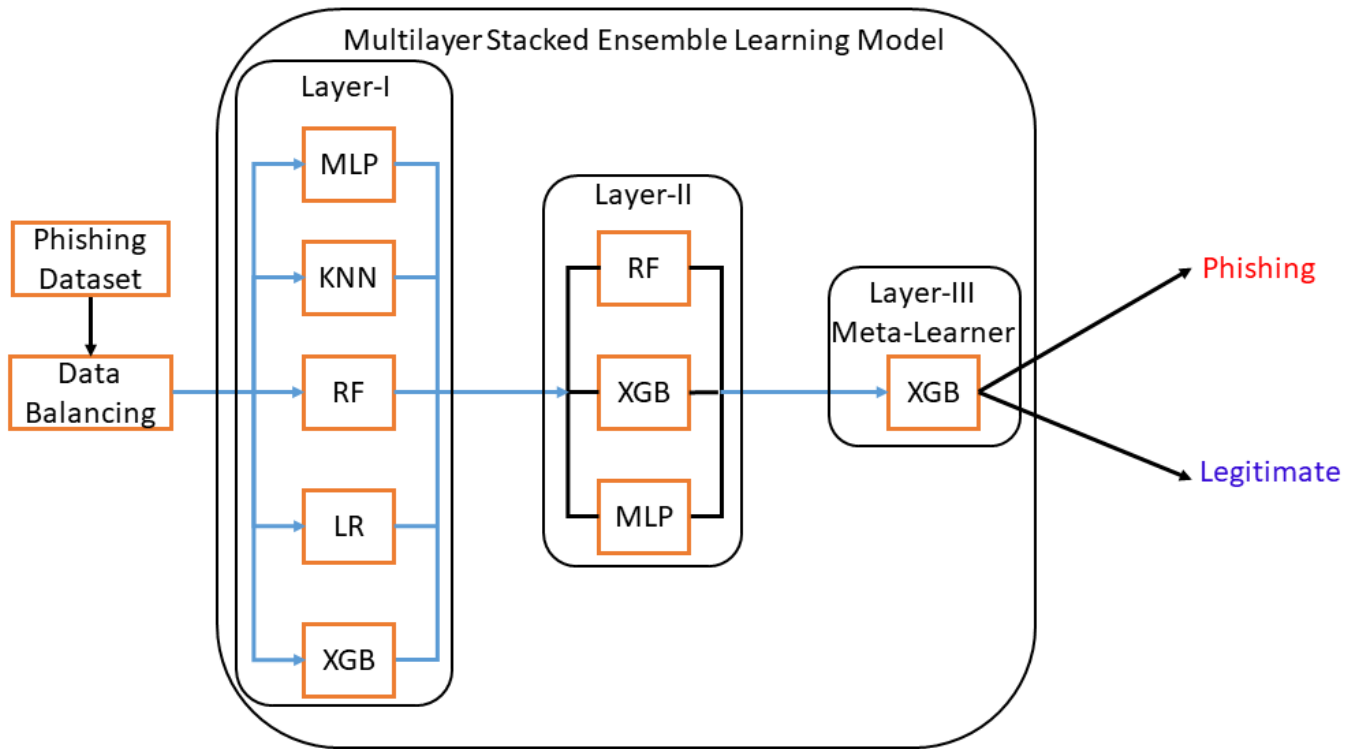 Multilayer Stacked Ensemble Learning Model
Phishing
Dataset
Data
Balancing
Layer-I
MLP
KNN
RF
LR
XGB
Layer-II
RF
XGB
MLP
Layer-III
Meta-Learner
XGB
Phishing
Legitimate